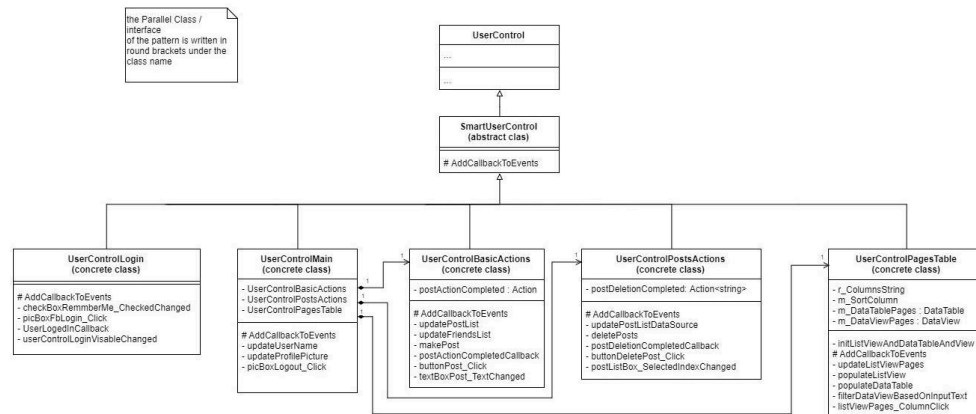 the Parallel Class /
interface
of the pattern is written in
round brackets under the
class name
UserControl
...
...
SmartUserControl
(abstract clas)
# AddCallbackToEvents
UserControlLogin
(concrete class)
# AddCallbackToEvents
- checkBoxRemmberMe_CheckedChanged
- picBoxFbLogin_Click
- UserLogedInCallback
- userControlLoginVisableChanged
UserControlMain
(concrete class)
- UserControlBasicActions
- UserControlPostsActions
- UserControlPagesTable
# AddCallbackToEvents
- updateUserName
- updateProfilePicture
- picBoxLogout_Click
1
1
1
1
UserControlBasicActions
(concrete class)
- postActionCompleted : Action
# AddCallbackToEvents
- updatePostList
- updateFriendsList
- makePost
- postActionCompletedCallback
- buttonPost_Click
- textBoxPost_TextChanged
1
UserControlPostsActions
(concrete class)
- postDeletionCompleted: Action<string>
# AddCallbackToEvents
- updatePostListDataSource
- deletePosts
- postDeletionCompletedCallback
- buttonDeletePost_Click
- postListBox_SelectedIndexChanged
1
UserControlPagesTable
(concrete class)
- r_ColumnsString
- m_SortColumn
- m_DataTablePages : DataTable
- m_DataViewPages : DataView
- initListViewAndDataTableAndView
# AddCallbackToEvents
- updateListViewPages
- populateListView
- populateDataTable
- filterDataViewBasedOnInputText
- listViewPages_ColumnClick